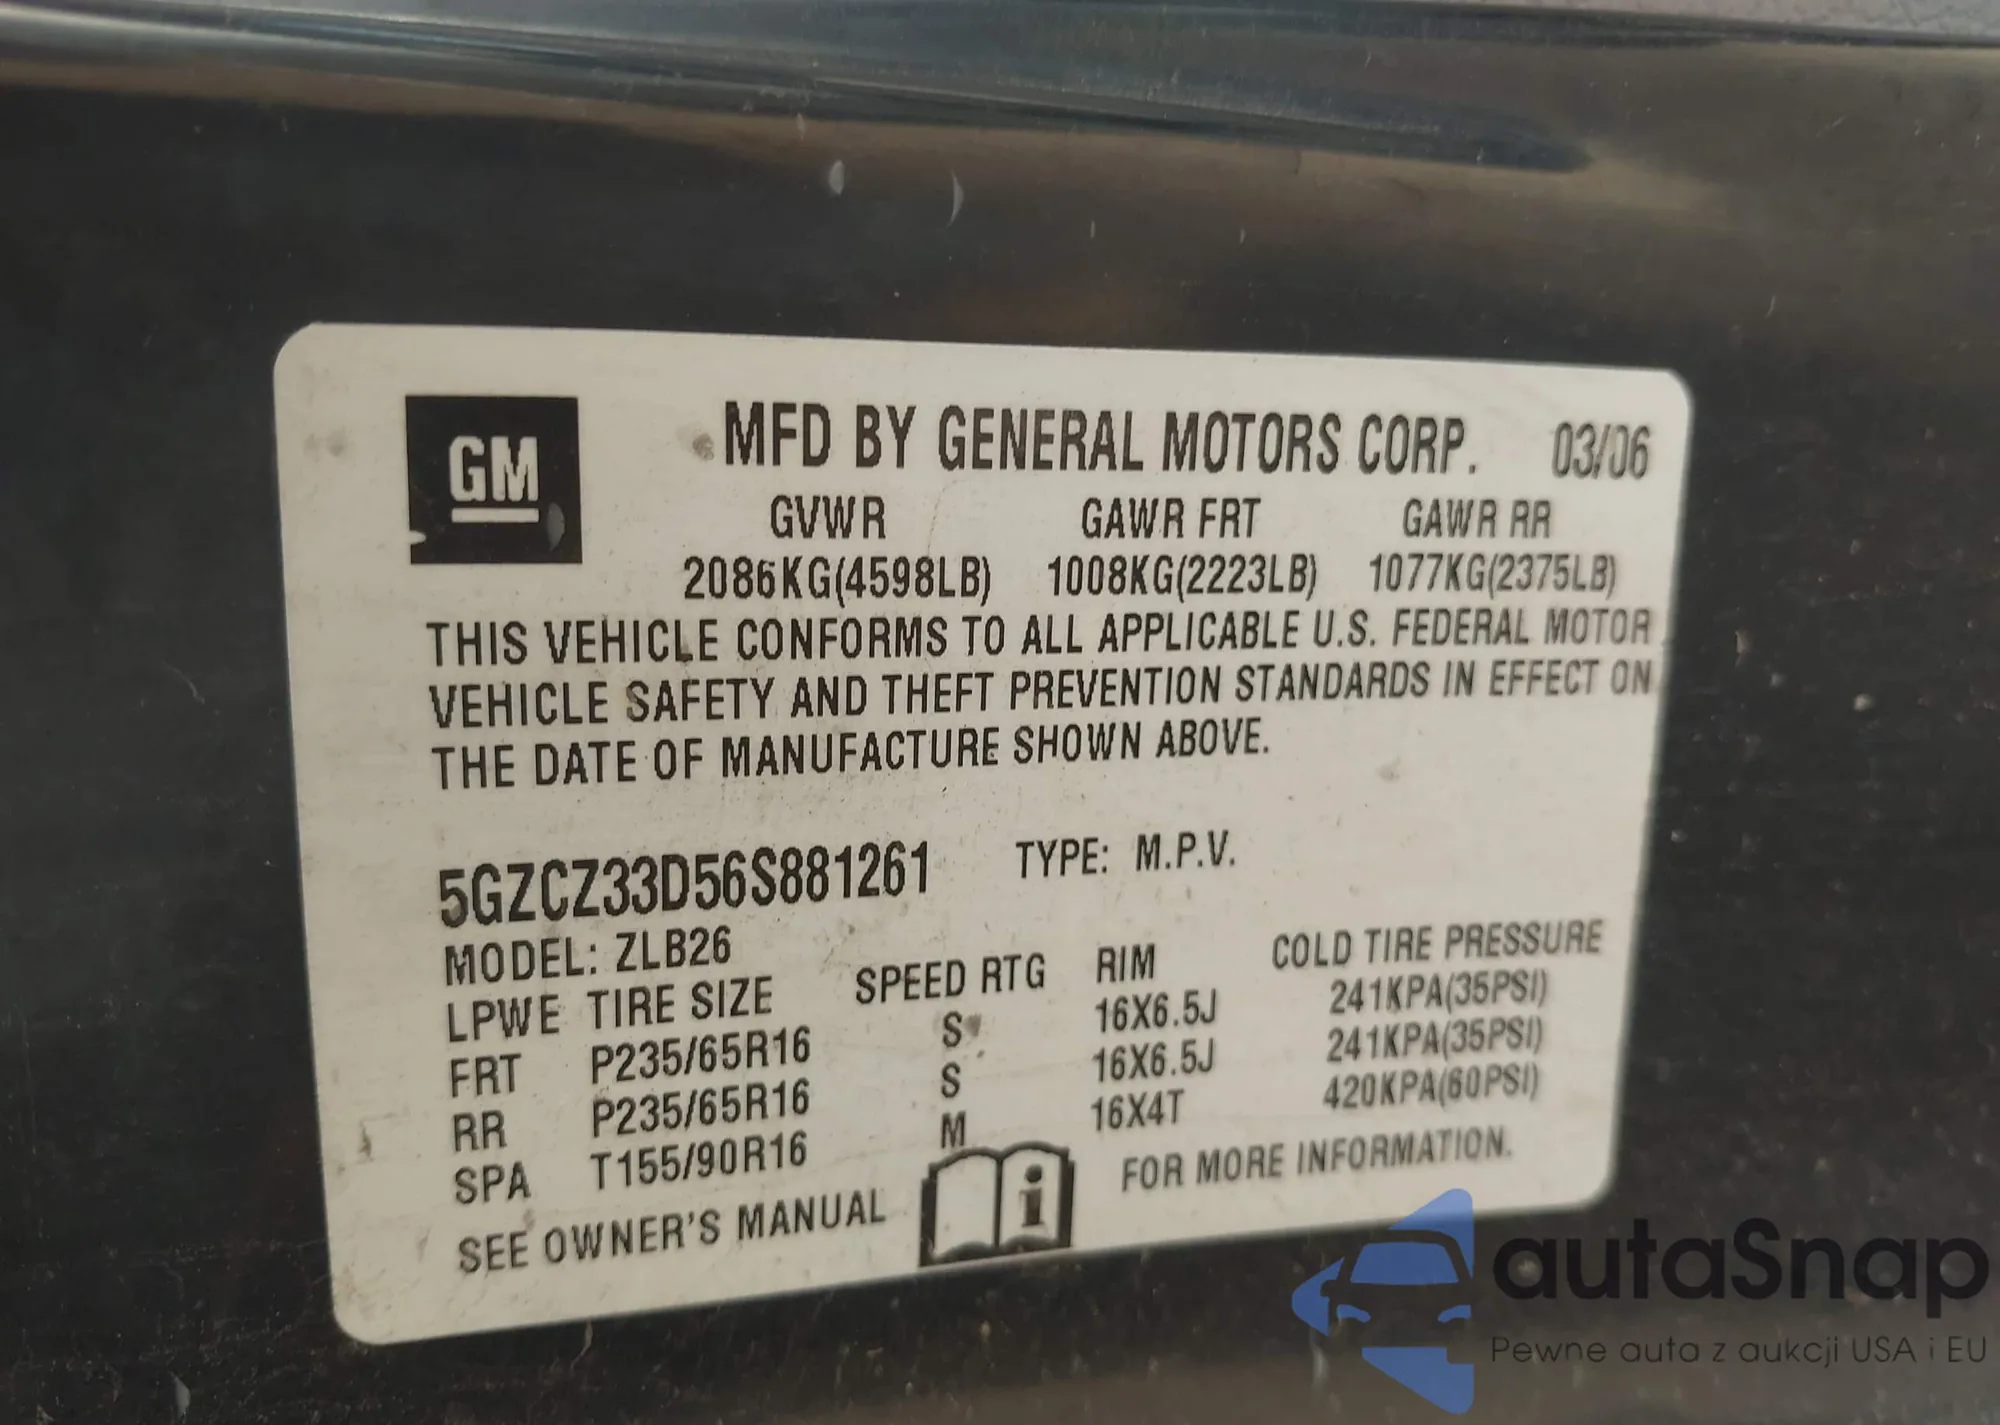 GM
MFD BY GENERAL MOTORS CORP. 03/06
GVWR GAWR FRT GAWR RR
2086KG(4598LB) 1008KG(2223LB) 1077KG(2375LB)
THIS VEHICLE CONFORMS TO ALL APPLICABLE U.S. FEDERAL MOTOR
VEHICLE SAFETY AND THEFT PREVENTION STANDARDS IN EFFECT ON
THE DATE OF MANUFACTURE SHOWN ABOVE.
5GZCZ33D56S881261 TYPE: M.P.V.
MODEL: ZLB26
LPWE TIRE SIZE SPEED RTG RIM COLD TIRE PRESSURE
FRT P235/65R16 S 16X6.5J 241KPA(35PSI)
RR P235/65R16 S 16X6.5J 241KPA(35PSI)
SPA T155/90R16 M 16X4T 420KPA(60PSI)
SEE OWNER'S MANUAL i FOR MORE INFORMATION.
autaSnap
Pewne auta z aukcji USA i EU